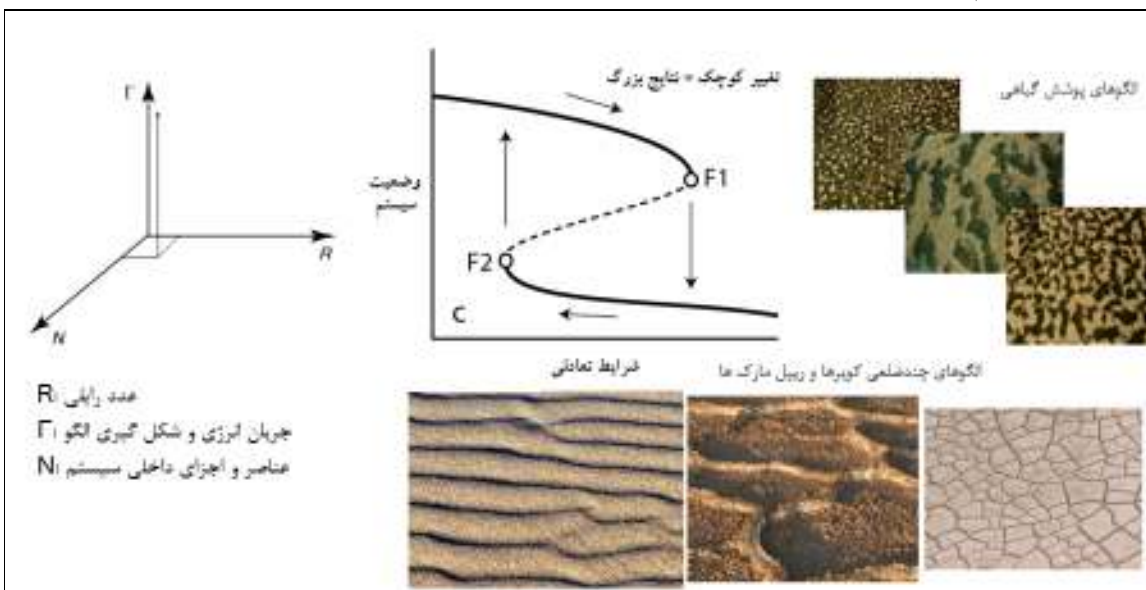 Γ
R
N
R: عدد رایلی
Γ: جریان انرژی و شکل گیری الگو
N: عناصر و اجزای داخلی سیستم
تغییر کوچک = نتایج بزرگ
وضعیت
سیستم
F1
F2
C
شرایط تعادلی
الگوهای پوشش گیاهی
الگوهای چندضلعی کویرها و ریپل مارک ها